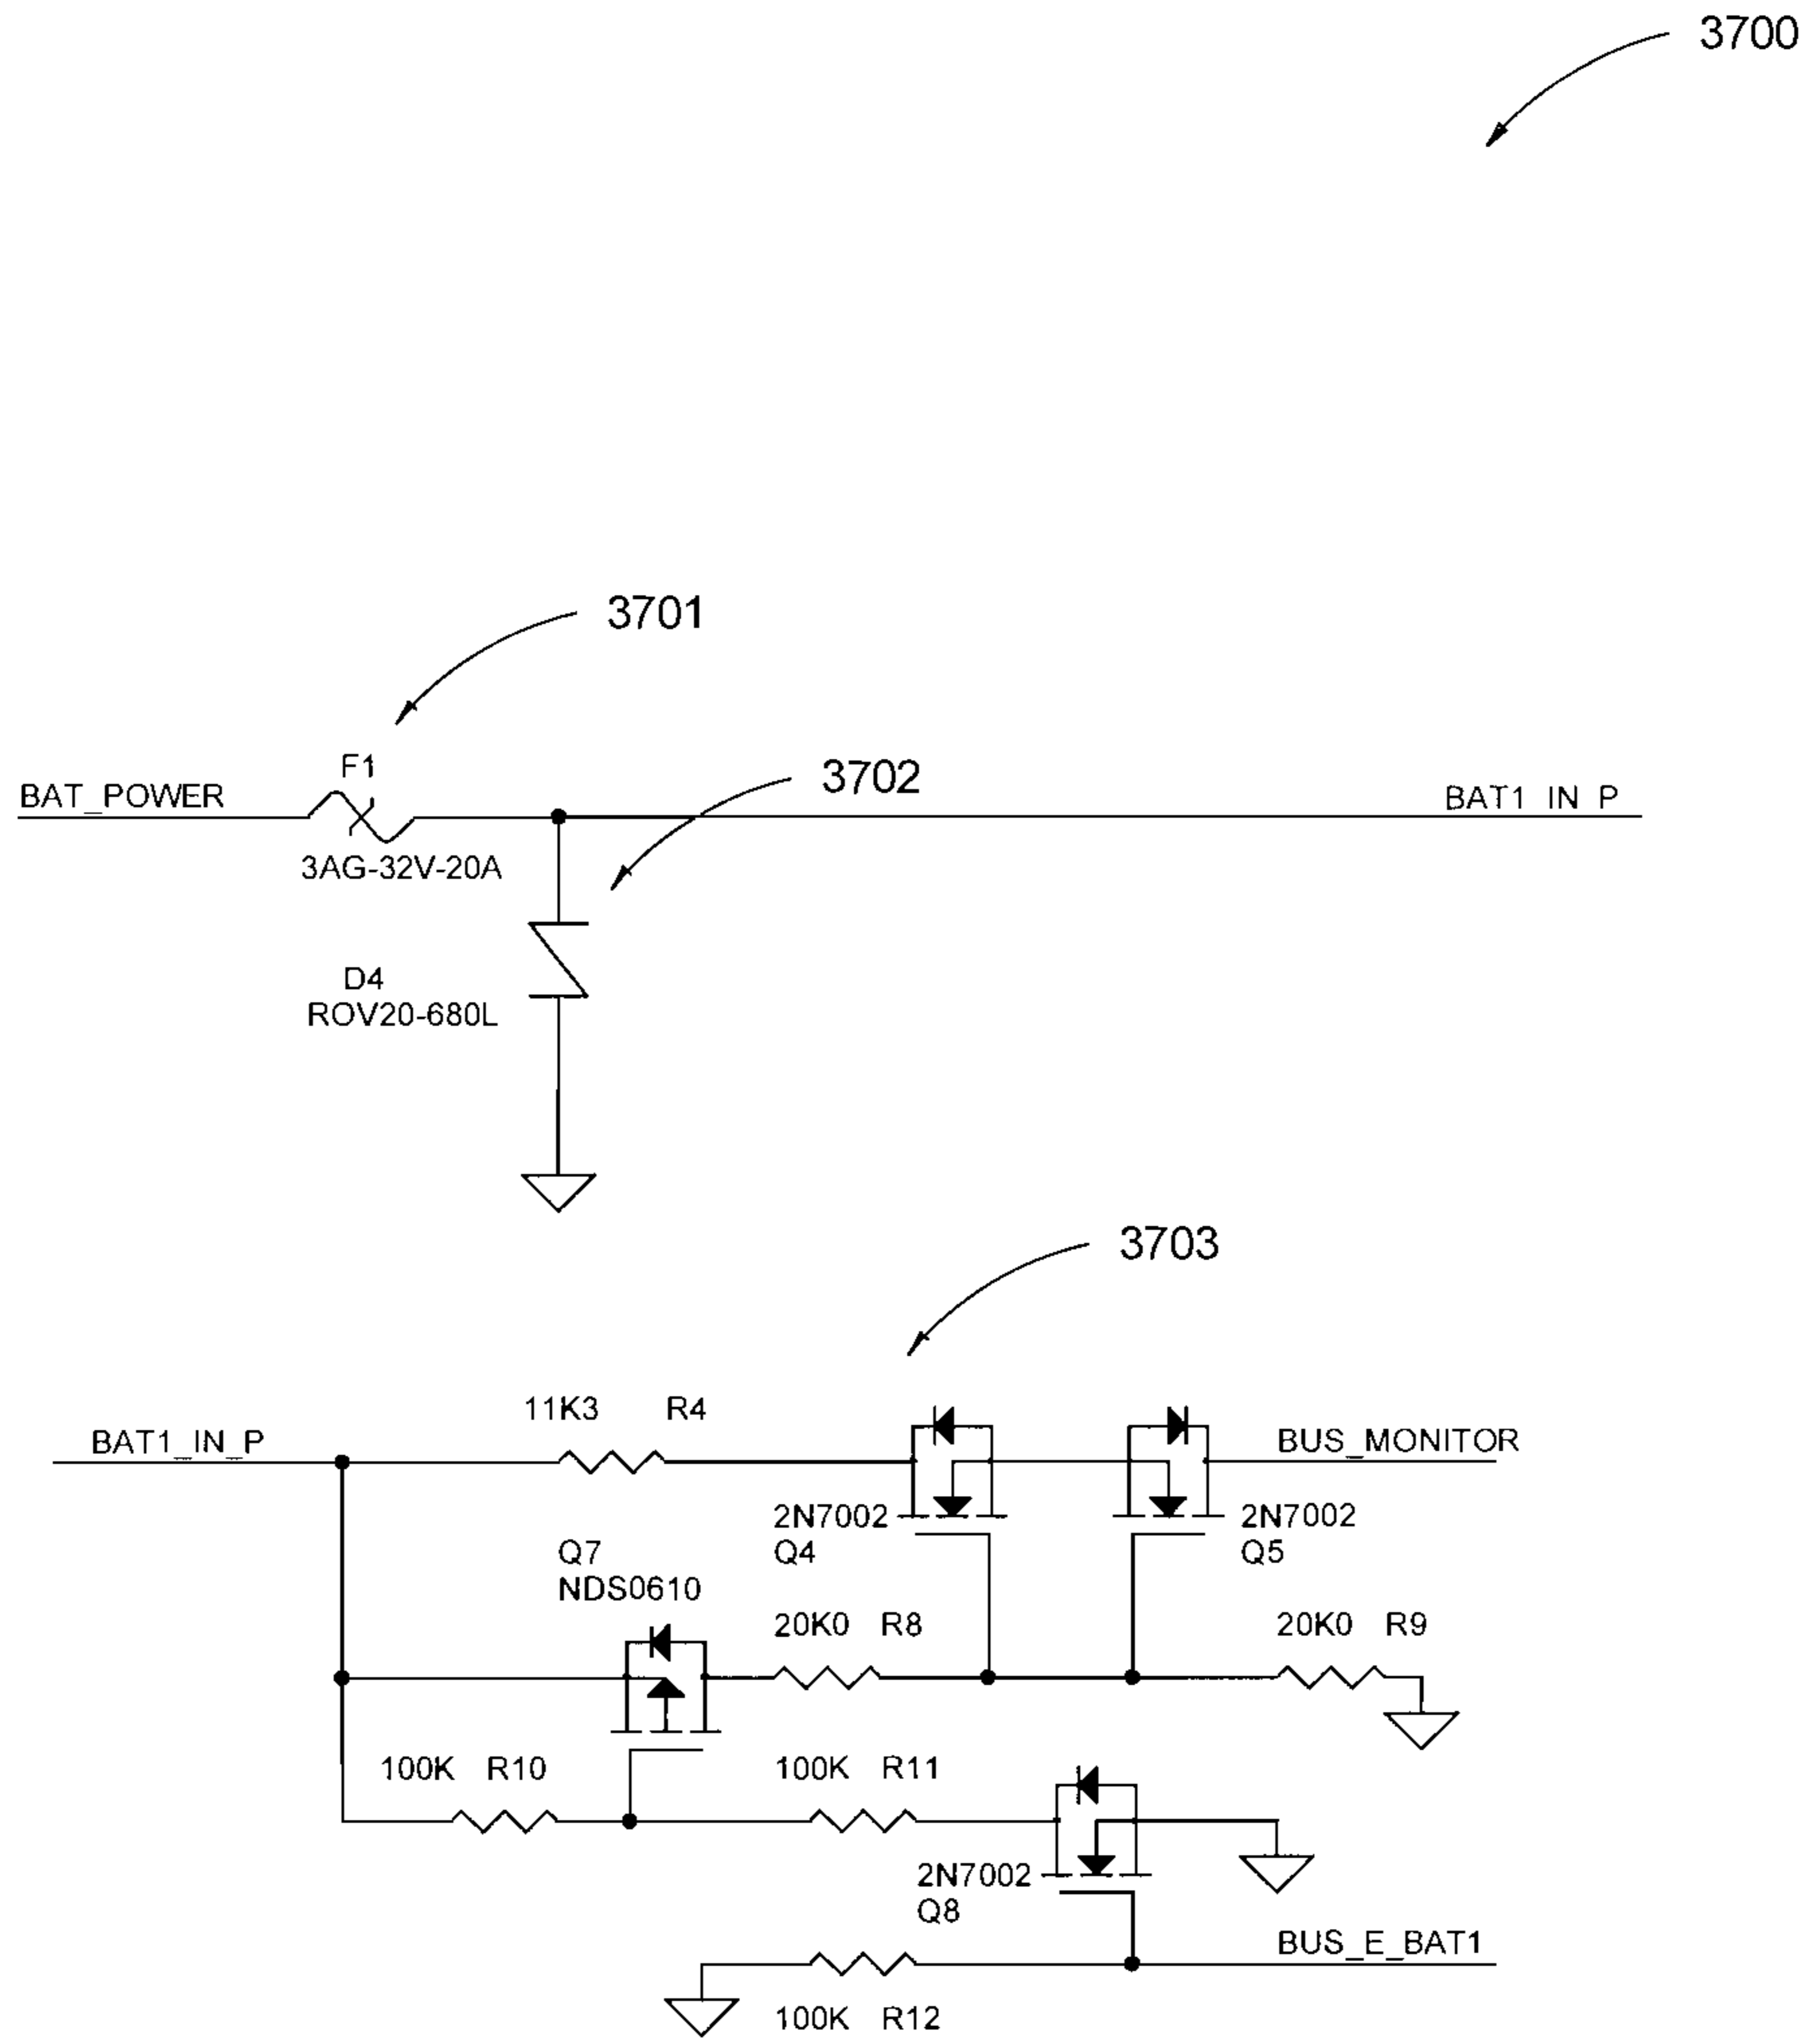 3700
3701
F1
BAT_POWER
3702
BAT1_IN_P
3AG-32V-20A
D4
ROV20-680L
3703
11K3 R4
BAT1_IN_P
BUS_MONITOR
2N7002
Q4
2N7002
Q5
Q7
NDS0610
20K0 R8
20K0 R9
100K R10
100K R11
2N7002
Q8
BUS_E_BAT1
100K R12